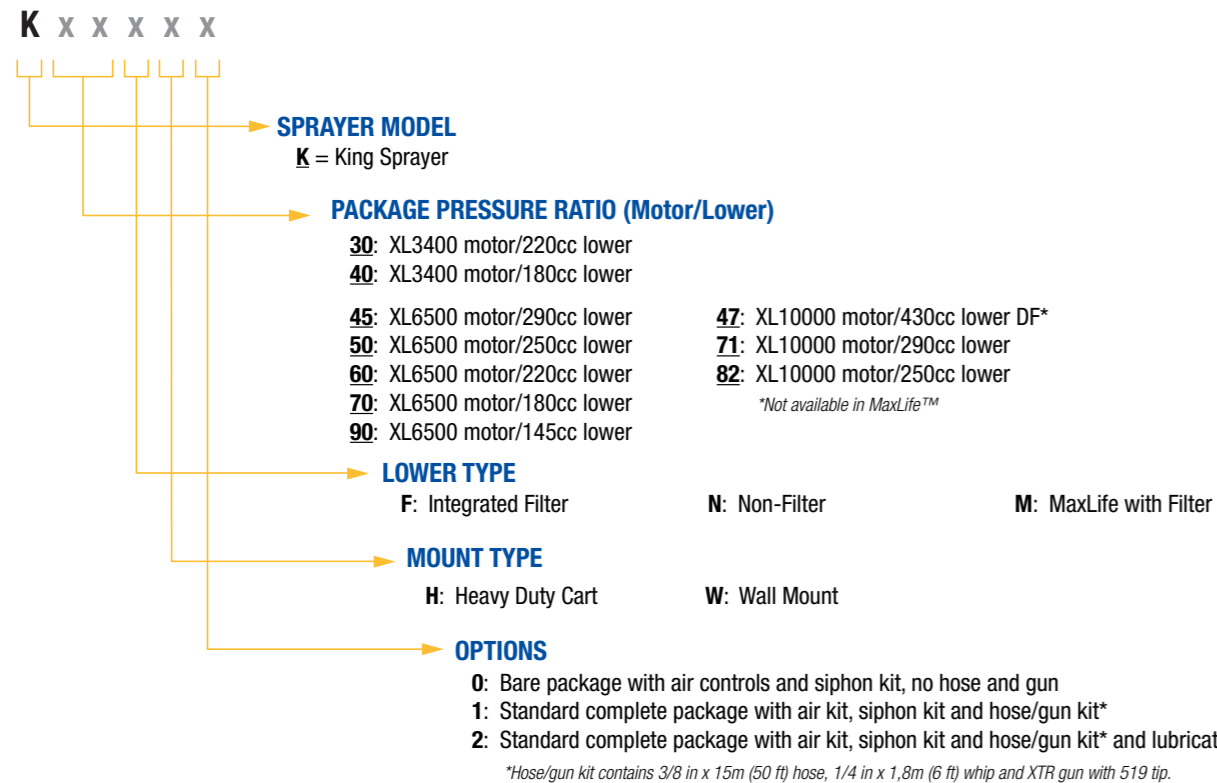 K x x x x x
SPRAYER MODEL
K = King Sprayer
PACKAGE PRESSURE RATIO (Motor/Lower)
30: XL3400 motor/220cc lower
40: XL3400 motor/180cc lower
45: XL6500 motor/290cc lower
50: XL6500 motor/250cc lower
60: XL6500 motor/220cc lower
70: XL6500 motor/180cc lower
90: XL6500 motor/145cc lower
47: XL10000 motor/430cc lower DF*
71: XL10000 motor/290cc lower
82: XL10000 motor/250cc lower
*Not available in MaxLife™
LOWER TYPE
F: Integrated Filter N: Non-Filter M: MaxLife with Filter
MOUNT TYPE
H: Heavy Duty Cart W: Wall Mount
OPTIONS
0: Bare package with air controls and siphon kit, no hose and gun
1: Standard complete package with air kit, siphon kit and hose/gun kit*
2: Standard complete package with air kit, siphon kit and hose/gun kit* and lubricat
*Hose/gun kit contains 3/8 in x 15m (50 ft) hose, 1/4 in x 1,8m (6 ft) whip and XTR gun with 519 tip.